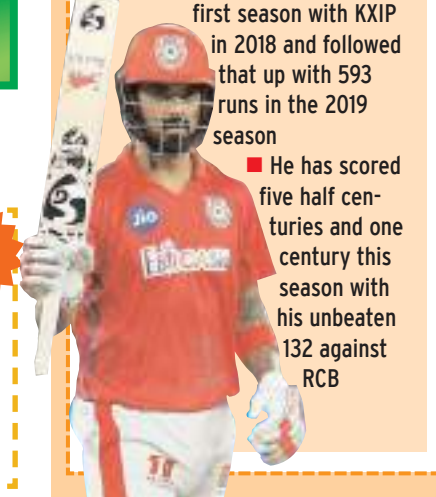 first season with KXIP
in 2018 and followed
that up with 593
runs in the 2019
season
■ He has scored
five half cen-
turies and one
century this
season with
his unbeaten
132 against
RCB
Jio